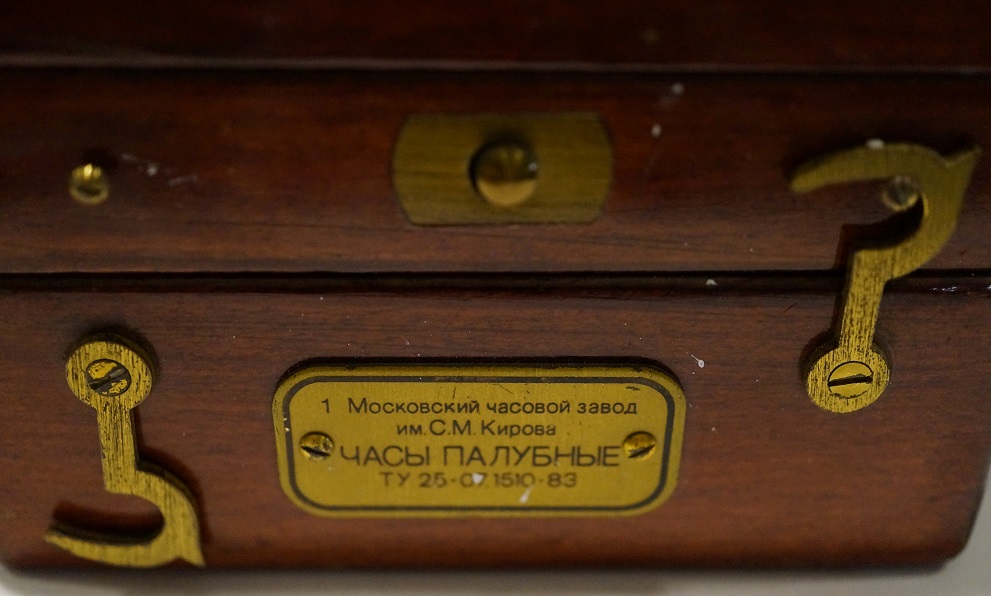 1 Московский часовой завод
им. С.М. Кирова
ЧАСЫ ПАЛУБНЫЕ
ТУ 25-07.1510-83